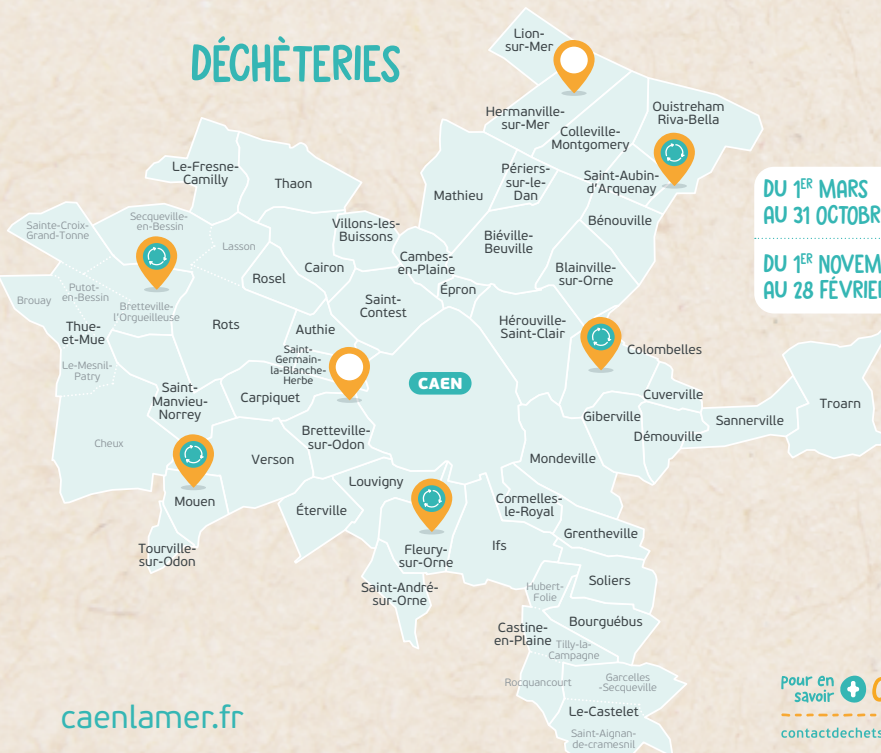 DÉCHÈTERIES
Lion-
sur-Mer
Hermanville-
sur-Mer
Colleville-
Montgomery
Ouistreham
Riva-Bella
Saint-Aubin-
d'Arquenay
Périers-
sur-le-
Dan
Mathieu
Bénouville
Biéville-
Beuville
Blainville-
sur-Orne
Le-Fresne-
Camilly
Thaon
Villons-les-
Buissons
Cambes-
en-Plaine
Épron
Sainte-Croix-
Grand-Tonne
Secqueville-
en-Bessin
Lasson
Rosel
Cairon
Saint-
Contest
Hérouville-
Saint-Clair
Brouay
Putot-
en-Bessin
Bretteville-
l'Orgueilleuse
Thue-
et-Mue
Rots
Authie
Saint-
Germain-
la-Blanche-
Herbe
Le-Mesnil-
Patry
Saint-
Manvieu-
Norrey
Carpiquet
CAEN
Colombelles
Cuverville
Giberville
Démouville
Sannerville
Troarn
Cheux
Bretteville-
sur-Odon
Verson
Mondeville
Mouen
Louvigny
Éterville
Cormelles-
le-Royal
Grentheville
Ifs
Fleury-
sur-Orne
Tourville-
sur-Odon
Saint-André-
sur-Orne
Hubert-
Folie
Soliers
Bourguébus
Castine-
en-Plaine
Tilly-la-
Campagne
Rocquancourt
Garcelles
-Secqueville
Le-Castelet
Saint-Aignan-
de-cramesnil
DU 1ER MARS
AU 31 OCTOBR
DU 1ER NOVEM
AU 28 FÉVRIER
pour en
savoir +
contactdechets
caenlamer.fr